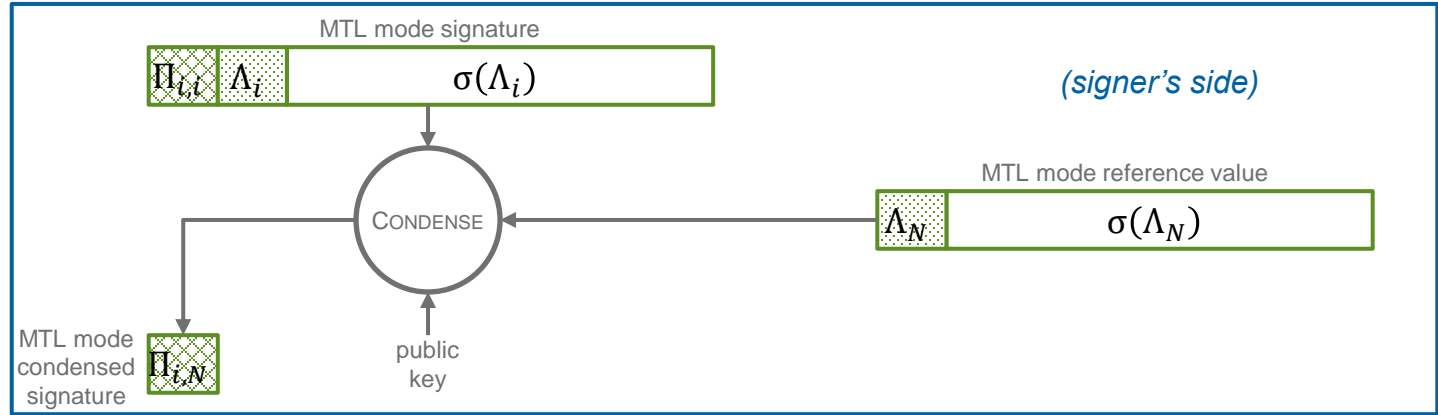 MTL mode signature
Π_{i,i} Λ_i σ(Λ_i)
(signer's side)
MTL mode reference value
Λ_N σ(Λ_N)
CONDENSE
MTL mode
condensed
signature
Π_{i,N}
public
key